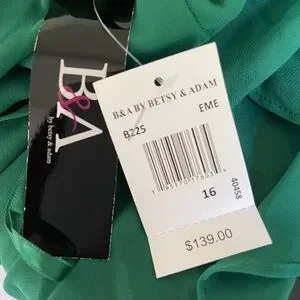 B&A
by betsy & adam
B&A BY BETSY & ADAM
B225
EME
16
40458
$139.00